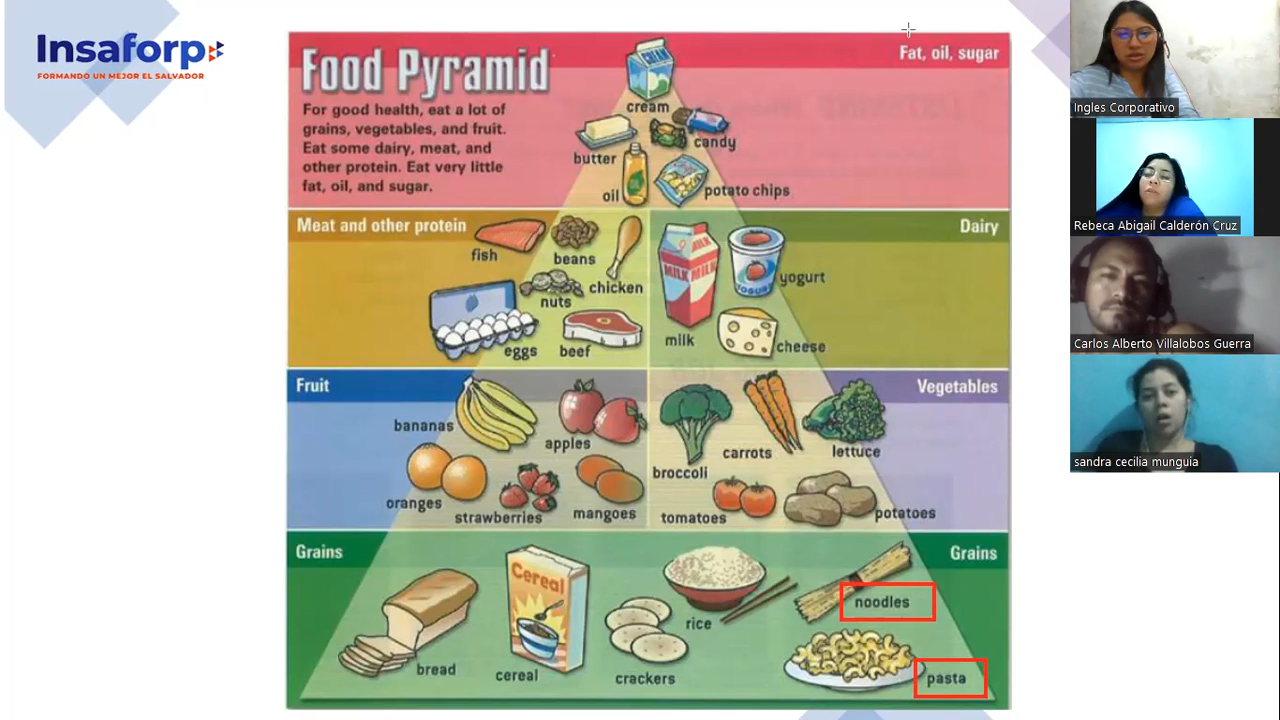 Insaforp
FORMANDO UN MEJOR EL SALVADOR
Food Pyramid
For good health, eat a lot of
grains, vegetables, and fruit.
Eat some dairy, meat, and
other protein. Eat very little
fat, oil, and sugar.
Fat, oil, sugar
CREAM
cream
butter
candy
oil
potato chips
Meat and other protein
fish
beans
chicken
nuts
eggs
beef
Dairy
MILK MILK
milk
YOGURT
yogurt
cheese
Fruit
bananas
apples
oranges
strawberries
mangoes
Vegetables
broccoli
carrots
lettuce
tomatoes
potatoes
Grains
Grains
bread
Cereal
cereal
crackers
rice
noodles
pasta
Ingles Corporativo
Rebeca Abigail Calderón Cruz
Carlos Alberto Villalobos Guerra
sandra cecilia munguia